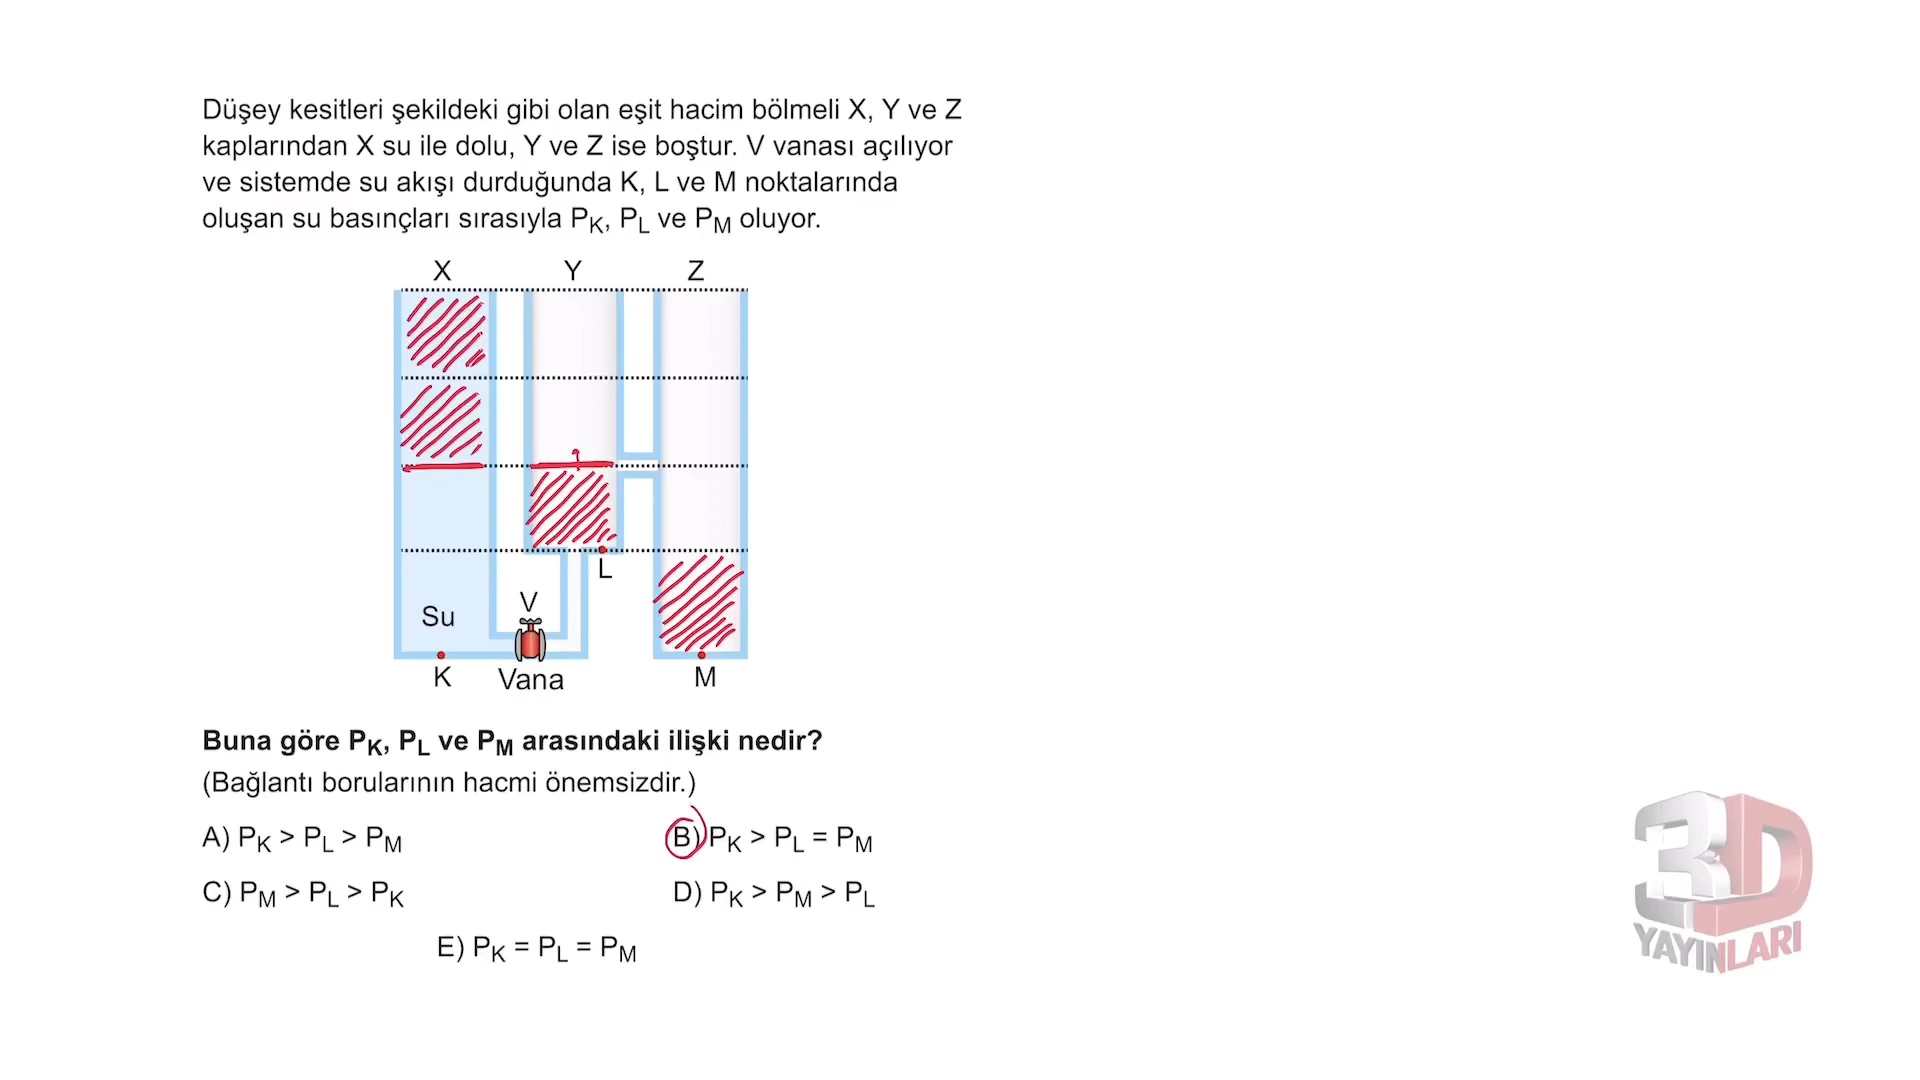 Düşey kesitleri şekildeki gibi olan eşit hacim bölmeli X, Y ve Z
kaplarından X su ile dolu, Y ve Z ise boştur. V vanası açılıyor
ve sistemde su akışı durduğunda K, L ve M noktalarında
oluşan su basınçları sırasıyla PK, PL ve PM oluyor.
X Y Z
L
V
Su
K Vana M
Buna göre PK, PL ve PM arasındaki ilişki nedir?
(Bağlantı borularının hacmi önemsizdir.)
A) PK > PL > PM B) PK > PL = PM
C) PM > PL > PK D) PK > PM > PL
E) PK = PL = PM
3D
YAYINLARI